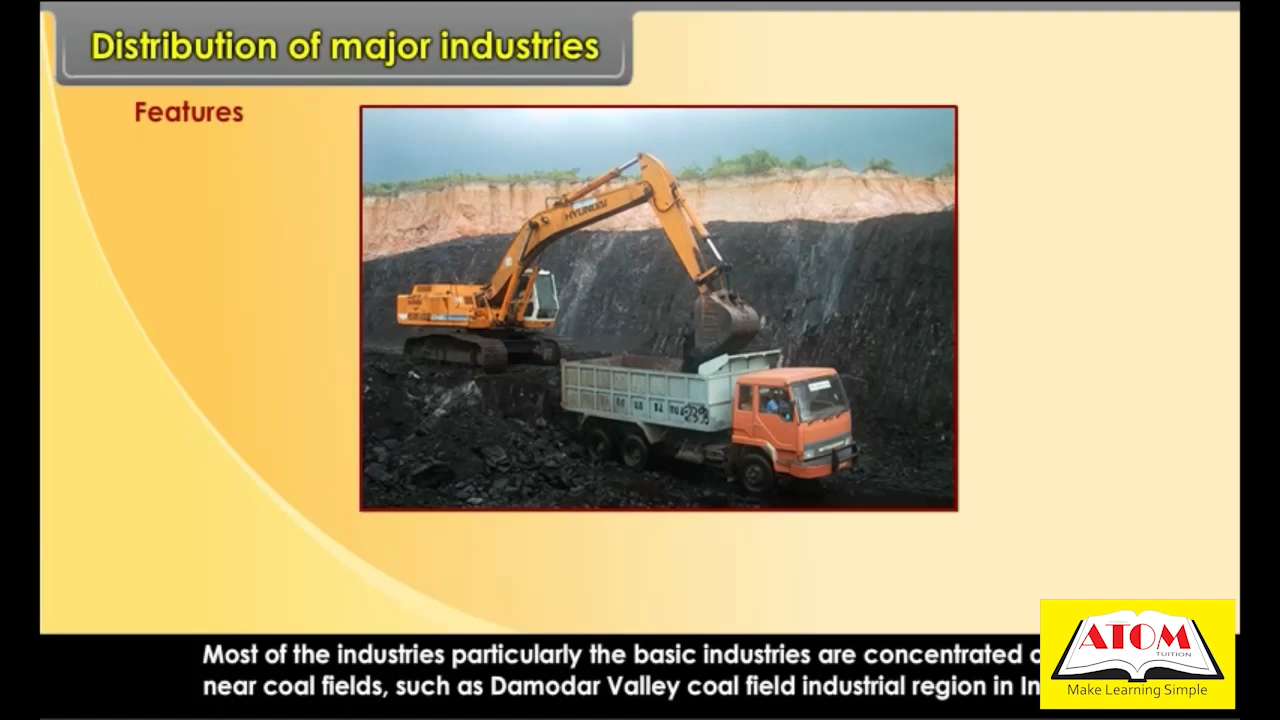 Distribution of major industries
Features
HYUNDAI
Most of the industries particularly the basic industries are concentrated
near coal fields, such as Damodar Valley coal field industrial region in
ATOM
TUITION
Make Learning Simple